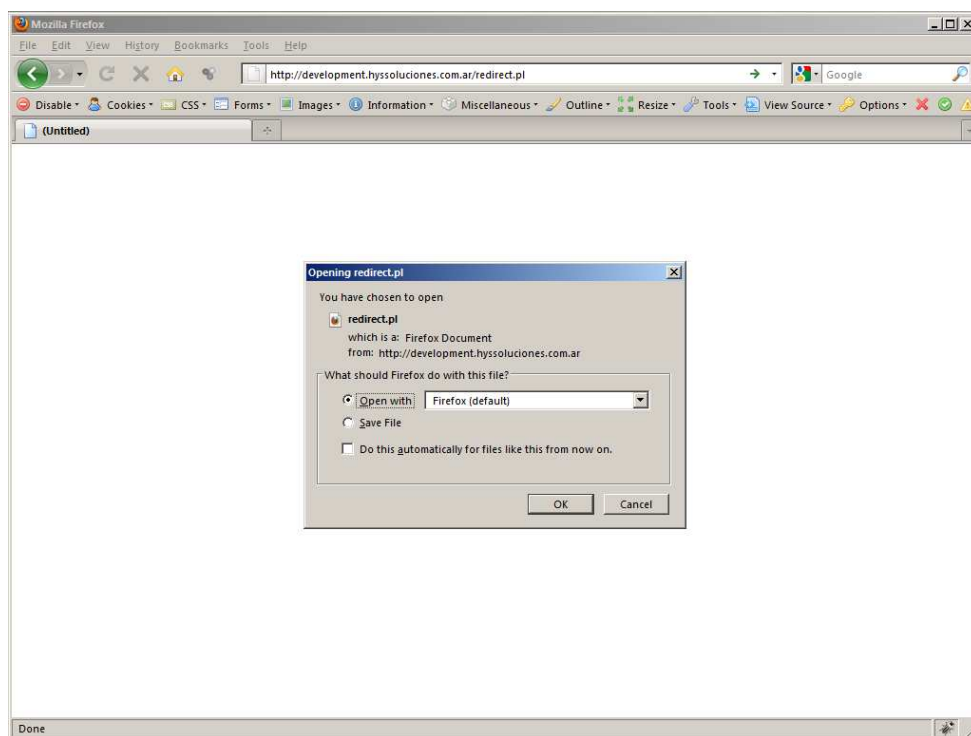 Mozilla Firefox
File Edit View History Bookmarks Tools Help
http://development.hyssoluciones.com.ar/redirect.pl Google
Disable Cookies CSS Forms Images Information Miscellaneous Outline Resize Tools View Source Options
(Untitled)
Opening redirect.pl
You have chosen to open
redirect.pl
which is a: Firefox Document
from: http://development.hyssoluciones.com.ar
What should Firefox do with this file?
Open with Firefox (default)
Save File
Do this automatically for files like this from now on.
OK Cancel
Done